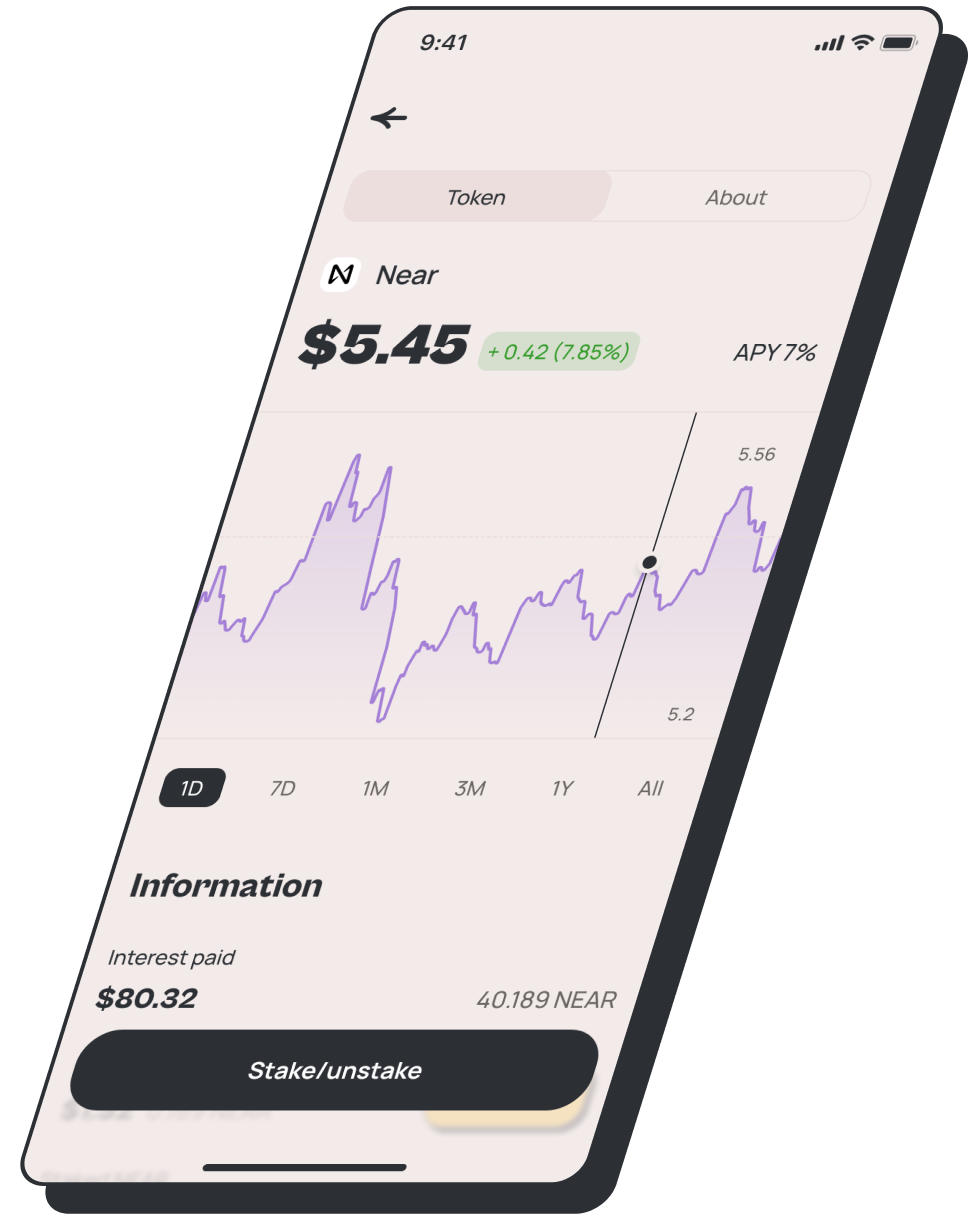 9:41
Token About
Near
$5.45 + 0.42 (7.85%) APY 7%
5.56
5.2
1D 7D 1M 3M 1Y All
Information
Interest paid
$80.32 40.189 NEAR
Stake/unstake